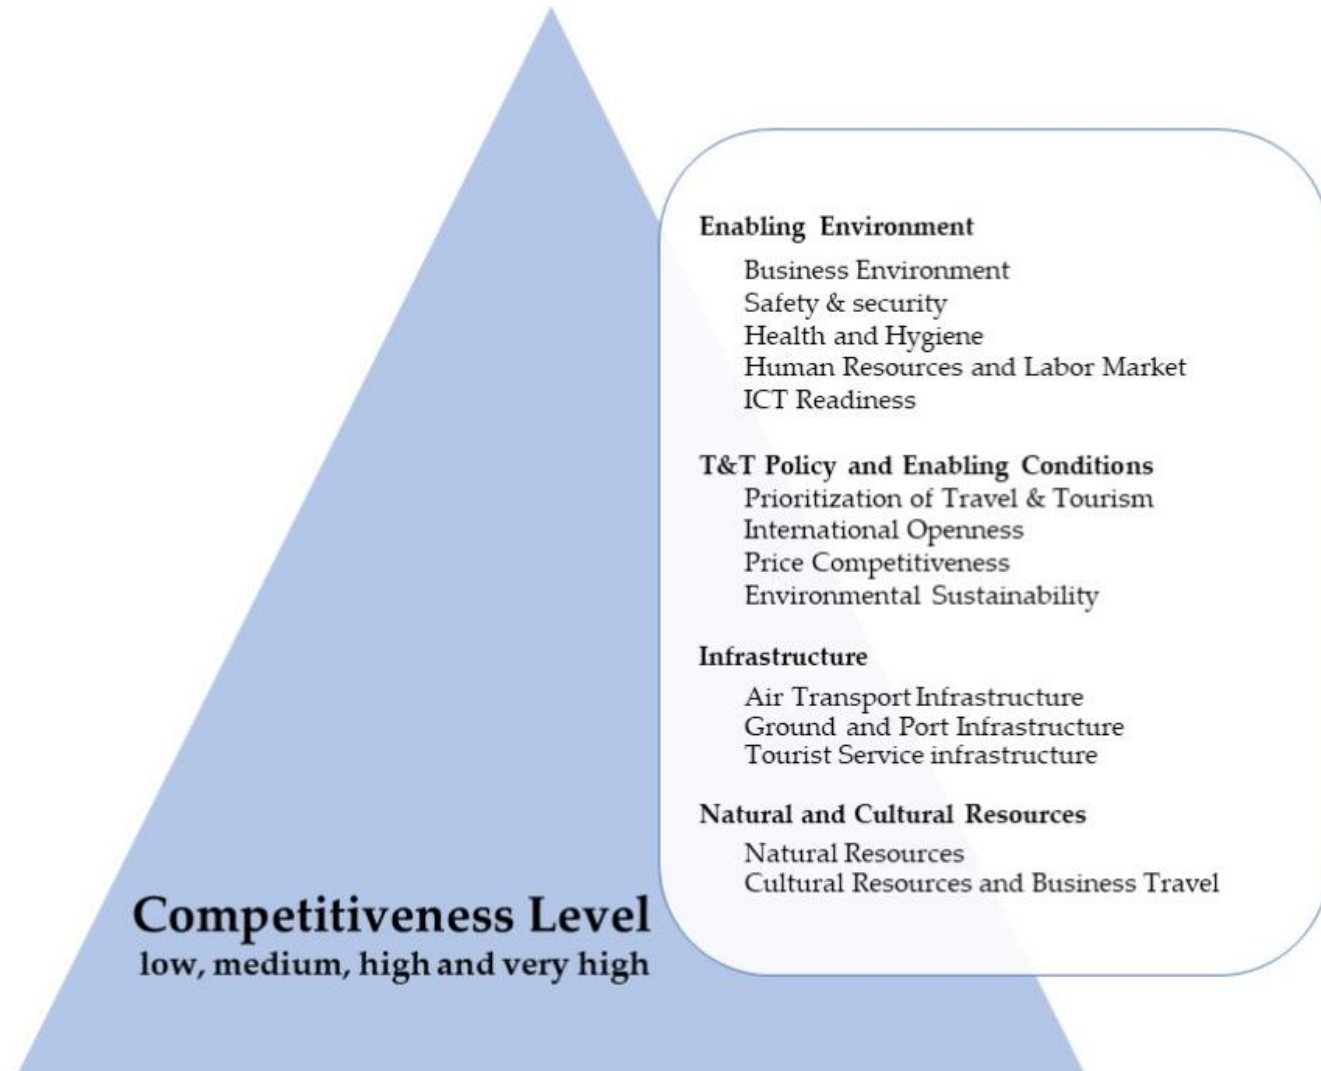 Enabling Environment
Business Environment
Safety & security
Health and Hygiene
Human Resources and Labor Market
ICT Readiness
T&T Policy and Enabling Conditions
Prioritization of Travel & Tourism
International Openness
Price Competitiveness
Environmental Sustainability
Infrastructure
Air Transport Infrastructure
Ground and Port Infrastructure
Tourist Service infrastructure
Natural and Cultural Resources
Natural Resources
Cultural Resources and Business Travel
Competitiveness Level
low, medium, high and very high